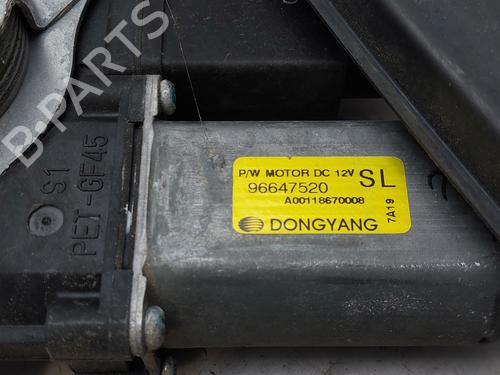 B-PARTS
P/W MOTOR DC 12V SL
96647520
A00118670008
7A19
DONGYANG
S1
PET-GF45